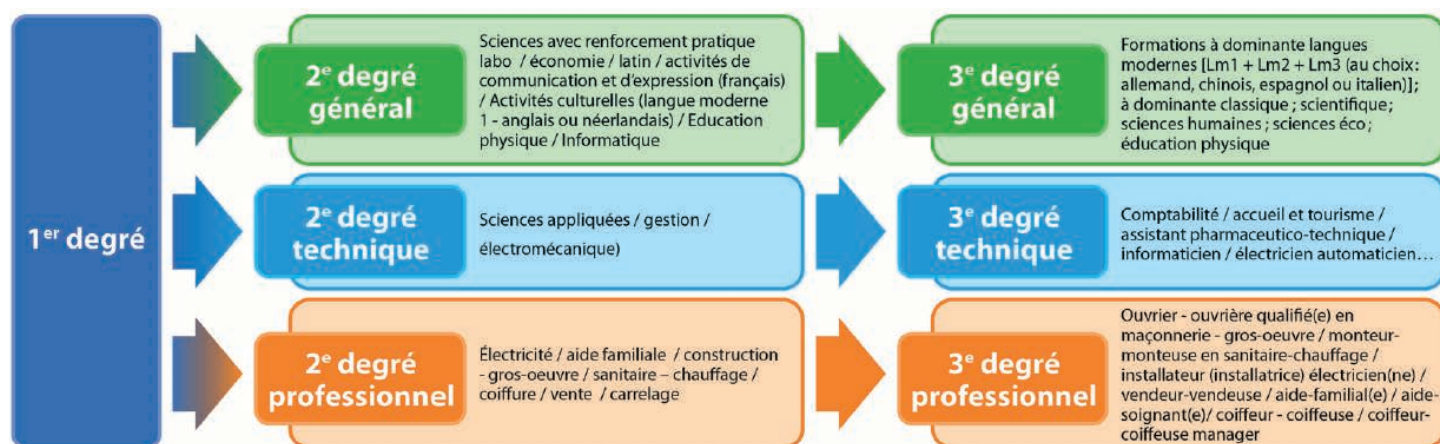 1er degré
2e degré
général
Sciences avec renforcement pratique
labo / économie / latin / activités de
communication et d'expression (français)
/ Activités culturelles (langue moderne
1 - anglais ou néerlandais) / Education
physique / Informatique
3e degré
général
Formations à dominante langues
modernes [Lm1 + Lm2 + Lm3 (au choix:
allemand, chinois, espagnol ou italien)];
à dominante classique ; scientifique;
sciences humaines ; sciences éco ;
éducation physique
2e degré
technique
Sciences appliquées / gestion /
électromécanique)
3e degré
technique
Comptabilité / accueil et tourisme /
assistant pharmaceutico-technique /
informaticien / électricien automaticien...
2e degré
professionnel
Électricité / aide familiale / construction
- gros-oeuvre / sanitaire – chauffage /
coiffure / vente / carrelage
3e degré
professionnel
Ouvrier - ouvrière qualifié(e) en
maçonnerie - gros-oeuvre / monteur-
monteuse en sanitaire-chauffage /
installateur (installatrice) électricien(ne) /
vendeur-vendeuse / aide-familial(e) / aide-
soignant(e)/ coiffeur - coiffeuse / coiffeur-
coiffeuse manager